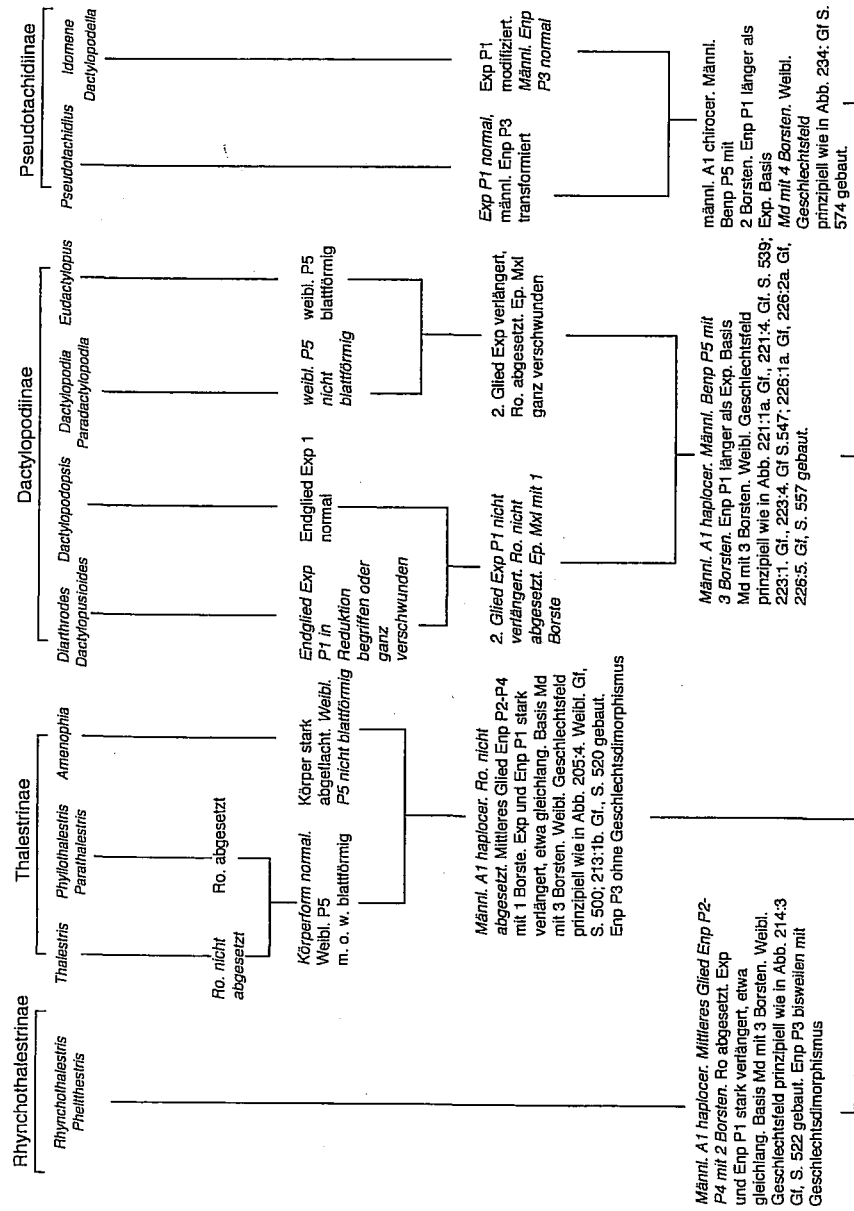 Rhynchothalestrinae
Rhynchothalestris
Phelithestris
Thalestrinae
Thalestris
Phyllothalestris
Parathalestris
Amenophia
Dactylopodiinae
Diarthrodes
Dactylopusioides
Dactylopodopsis
Dactylopodia
Paradactylopodia
Eudactylopus
Pseudotachidiinae
Pseudotachidius
Idomene
Dactylopodella
Ro. nicht
abgesetzt
Ro. abgesetzt
Körperform normal.
Weibl. P5
m. o. w. blattförmig
Körper stark
abgeflacht. Weibl.
P5 nicht blattförmig
Endglied Exp
P1 in
Reduktion
begriffen oder
ganz
verschwunden
Endglied Exp 1
normal
weibl. P5
nicht
blattförmig
weibl. P5
blattförmig
2. Glied Exp P1 nicht
verlängert. Ro. nicht
abgesetzt. Ep. Mxl mit 1
Borste
2. Glied Exp verlängert,
Ro. abgesetzt. Ep. Mxl
ganz verschwunden
Exp P1 normal,
männl. Enp P3
transformiert
Exp P1
modifiziert.
Männl. Enp
P3 normal
Männl. A1 haplocer. Mittleres Glied Enp P2-
P4 mit 2 Borsten. Ro abgesetzt. Exp
und Enp P1 stark verlängert, etwa
gleichlang. Basis Md mit 3 Borsten. Weibl.
Geschlechtsfeld prinzipiell wie in Abb. 214:3
Gf, S. 522 gebaut. Enp P3 bisweilen mit
Geschlechtsdimorphismus
Männl. A1 haplocer. Ro. nicht
abgesetzt. Mittleres Glied Enp P2-P4
mit 1 Borste. Exp und Enp P1 stark
verlängert, etwa gleichlang. Basis Md
mit 3 Borsten. Weibl. Geschlechtsfeld
prinzipiell wie in Abb. 205:4. Weibl. Gf,
S. 500; 213:1b. Gf., S. 520 gebaut.
Enp P3 ohne Geschlechtsdimorphismus
Männl. A1 haplocer. Männl. Benp P5 mit
3 Borsten. Enp P1 länger als Exp. Basis
Md mit 3 Borsten. Weibl. Geschlechtsfeld
prinzipiell wie in Abb. 221:1a. Gf., 221:4. Gf. S. 539;
223:1. Gf., 223:4. Gf S.547; 226:1a. Gf, 226:2a. Gf,
226:5. Gf, S. 557 gebaut.
männl. A1 chirocer. Männl.
Benp P5 mit
2 Borsten. Enp P1 länger als
Exp. Basis
Md mit 4 Borsten. Weibl.
Geschlechtsfeld
prinzipiell wie in Abb. 234: Gf S.
574 gebaut.